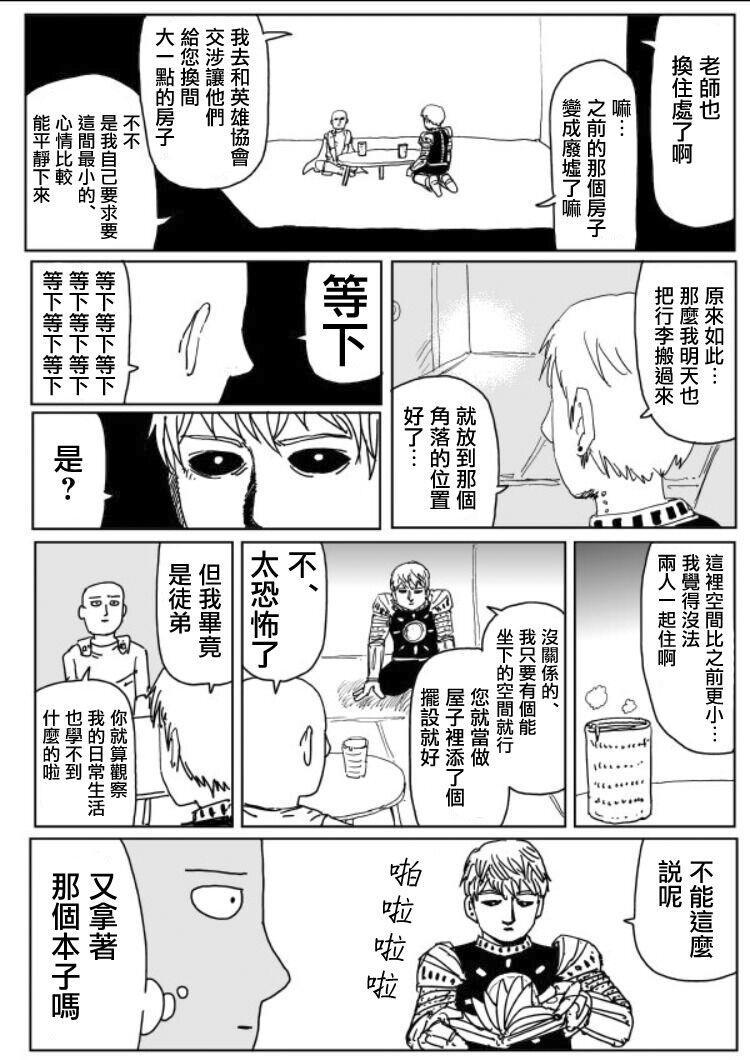 老師也
換住處了啊
嘛…
之前的那個房子
變成廢墟了嘛
我去和英雄協會
交涉讓他們
給您換間
大一點的房子
不不
是我自己要求要
這間最小的、
心情比較
能平靜下來
原來如此…
那麼我明天也
把行李搬過來
就放到那個
角落的位置
好了…
等下
等下等下等下
等下等下等下
等下等下等下
是?
這裡空間比之前更小…
我覺得沒法
兩人一起住啊
沒關係的、
我只要有個能
坐下的空間就行
您就當做
屋子裡添了個
擺設就好
不、
太恐怖了
但我畢竟
是徒弟
你就算觀察
我的日常生活
也學不到
什麼的啦
不能這麼
説呢
啪啦啦啦
又拿著
那個本子嗎